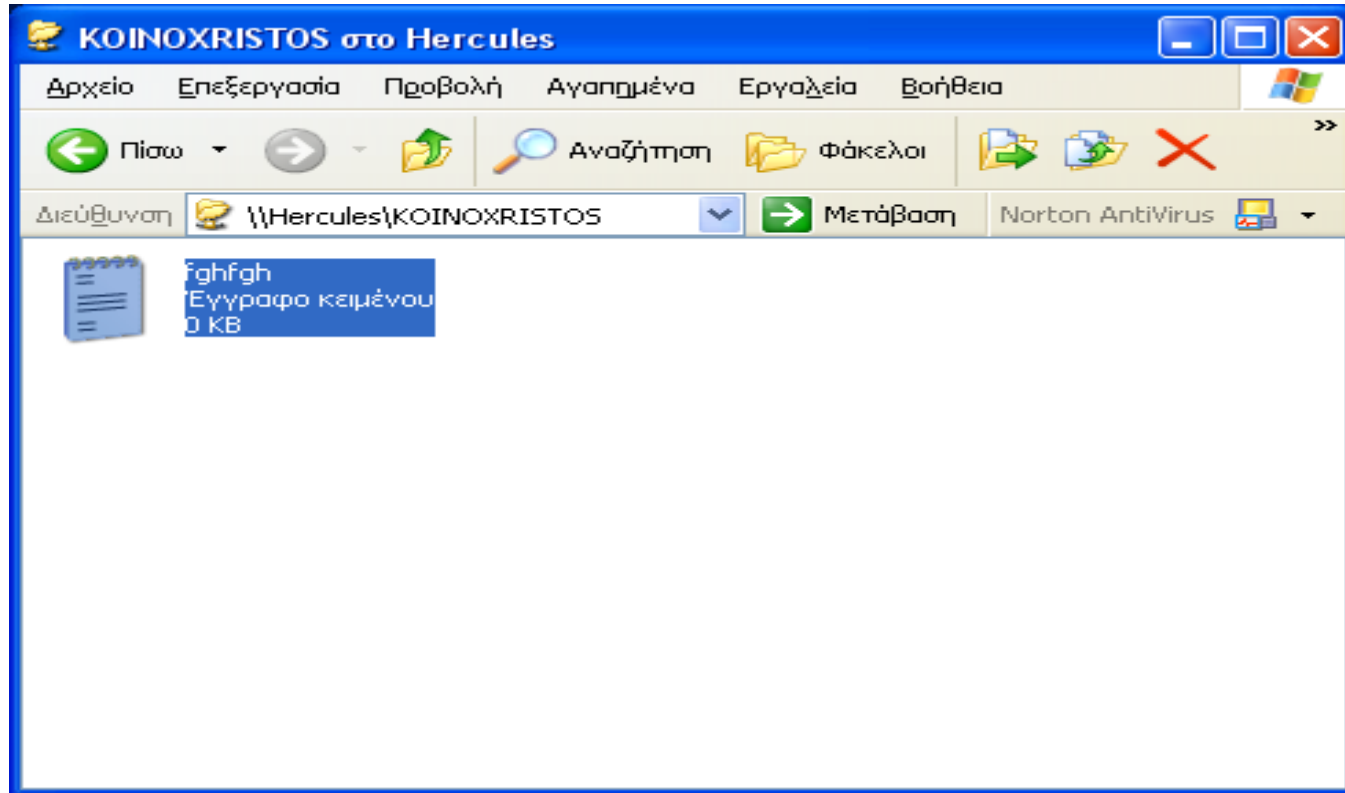 KOINOXRISTOS στο Hercules
Αρχείο Επεξεργασία Προβολή Αγαπημένα Εργαλεία Βοήθεια
Πίσω Αναζήτηση Φάκελοι »
Διεύθυνση \\Hercules\KOINOXRISTOS Μετάβαση Norton AntiVirus
fghfgh
Έγγραφο κειμένου
0 KB